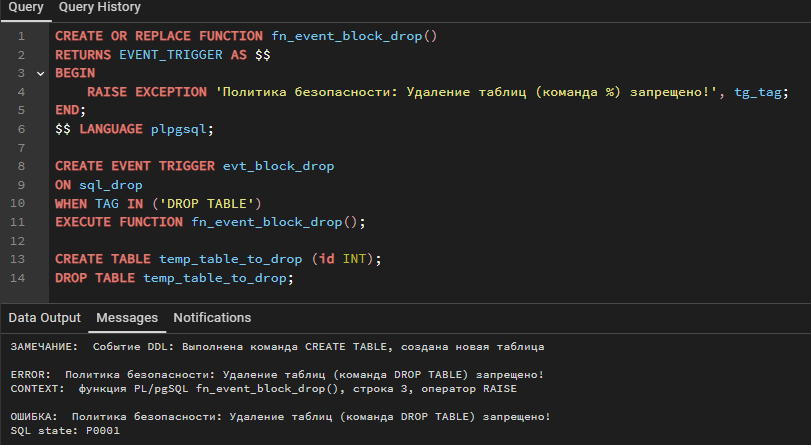 Query Query History
1 CREATE OR REPLACE FUNCTION fn_event_block_drop()
2 RETURNS EVENT_TRIGGER AS $$
3 BEGIN
4 RAISE EXCEPTION 'Политика безопасности: Удаление таблиц (команда %) запрещено!', tg_tag;
5 END;
6 $$ LANGUAGE plpgsql;
7
8 CREATE EVENT TRIGGER evt_block_drop
9 ON sql_drop
10 WHEN TAG IN ('DROP TABLE')
11 EXECUTE FUNCTION fn_event_block_drop();
12
13 CREATE TABLE temp_table_to_drop (id INT);
14 DROP TABLE temp_table_to_drop;
Data Output Messages Notifications
ЗАМЕЧАНИЕ: Событие DDL: Выполнена команда CREATE TABLE, создана новая таблица
ERROR: Политика безопасности: Удаление таблиц (команда DROP TABLE) запрещено!
CONTEXT: функция PL/pgSQL fn_event_block_drop(), строка 3, оператор RAISE
ОШИБКА: Политика безопасности: Удаление таблиц (команда DROP TABLE) запрещено!
SQL state: P0001